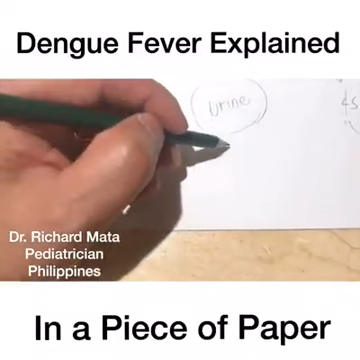 Dengue Fever Explained
urine
Dr. Richard Mata
Pediatrician
Philippines
In a Piece of Paper